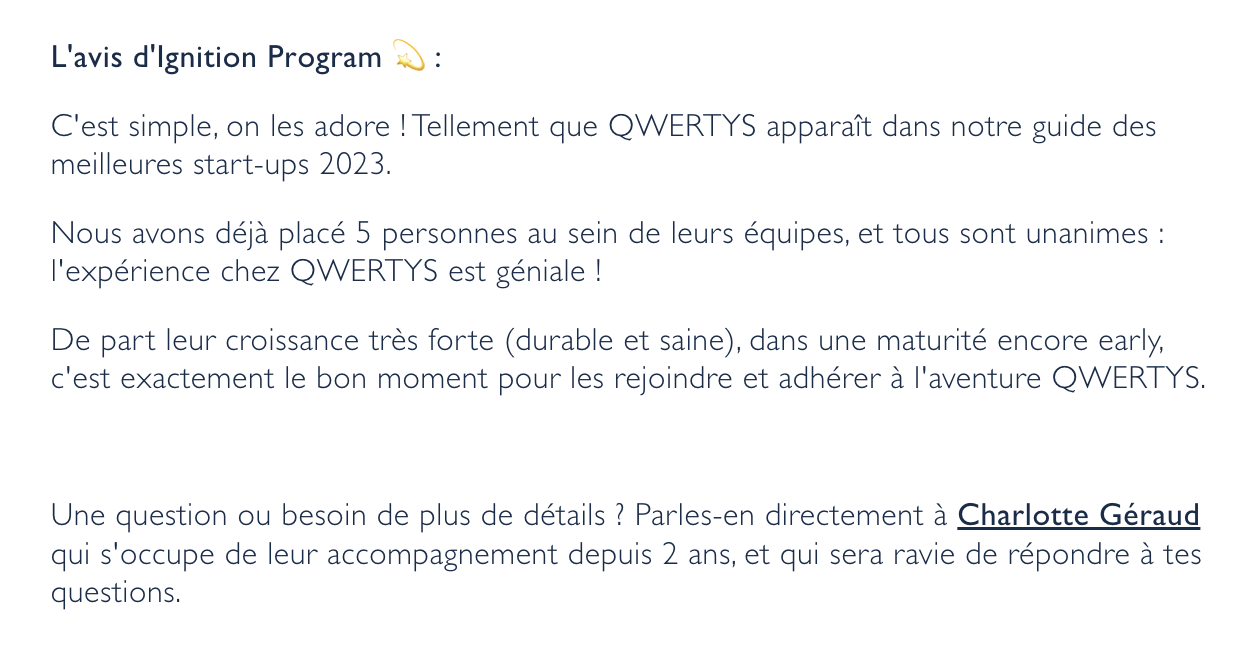 L'avis d'Ignition Program 💫 :
C'est simple, on les adore ! Tellement que QWERTYS apparaît dans notre guide des
meilleures start-ups 2023.
Nous avons déjà placé 5 personnes au sein de leurs équipes, et tous sont unanimes :
l'expérience chez QWERTYS est géniale !
De part leur croissance très forte (durable et saine), dans une maturité encore early,
c'est exactement le bon moment pour les rejoindre et adhérer à l'aventure QWERTYS.
Une question ou besoin de plus de détails ? Parles-en directement à Charlotte Géraud
qui s'occupe de leur accompagnement depuis 2 ans, et qui sera ravie de répondre à tes
questions.